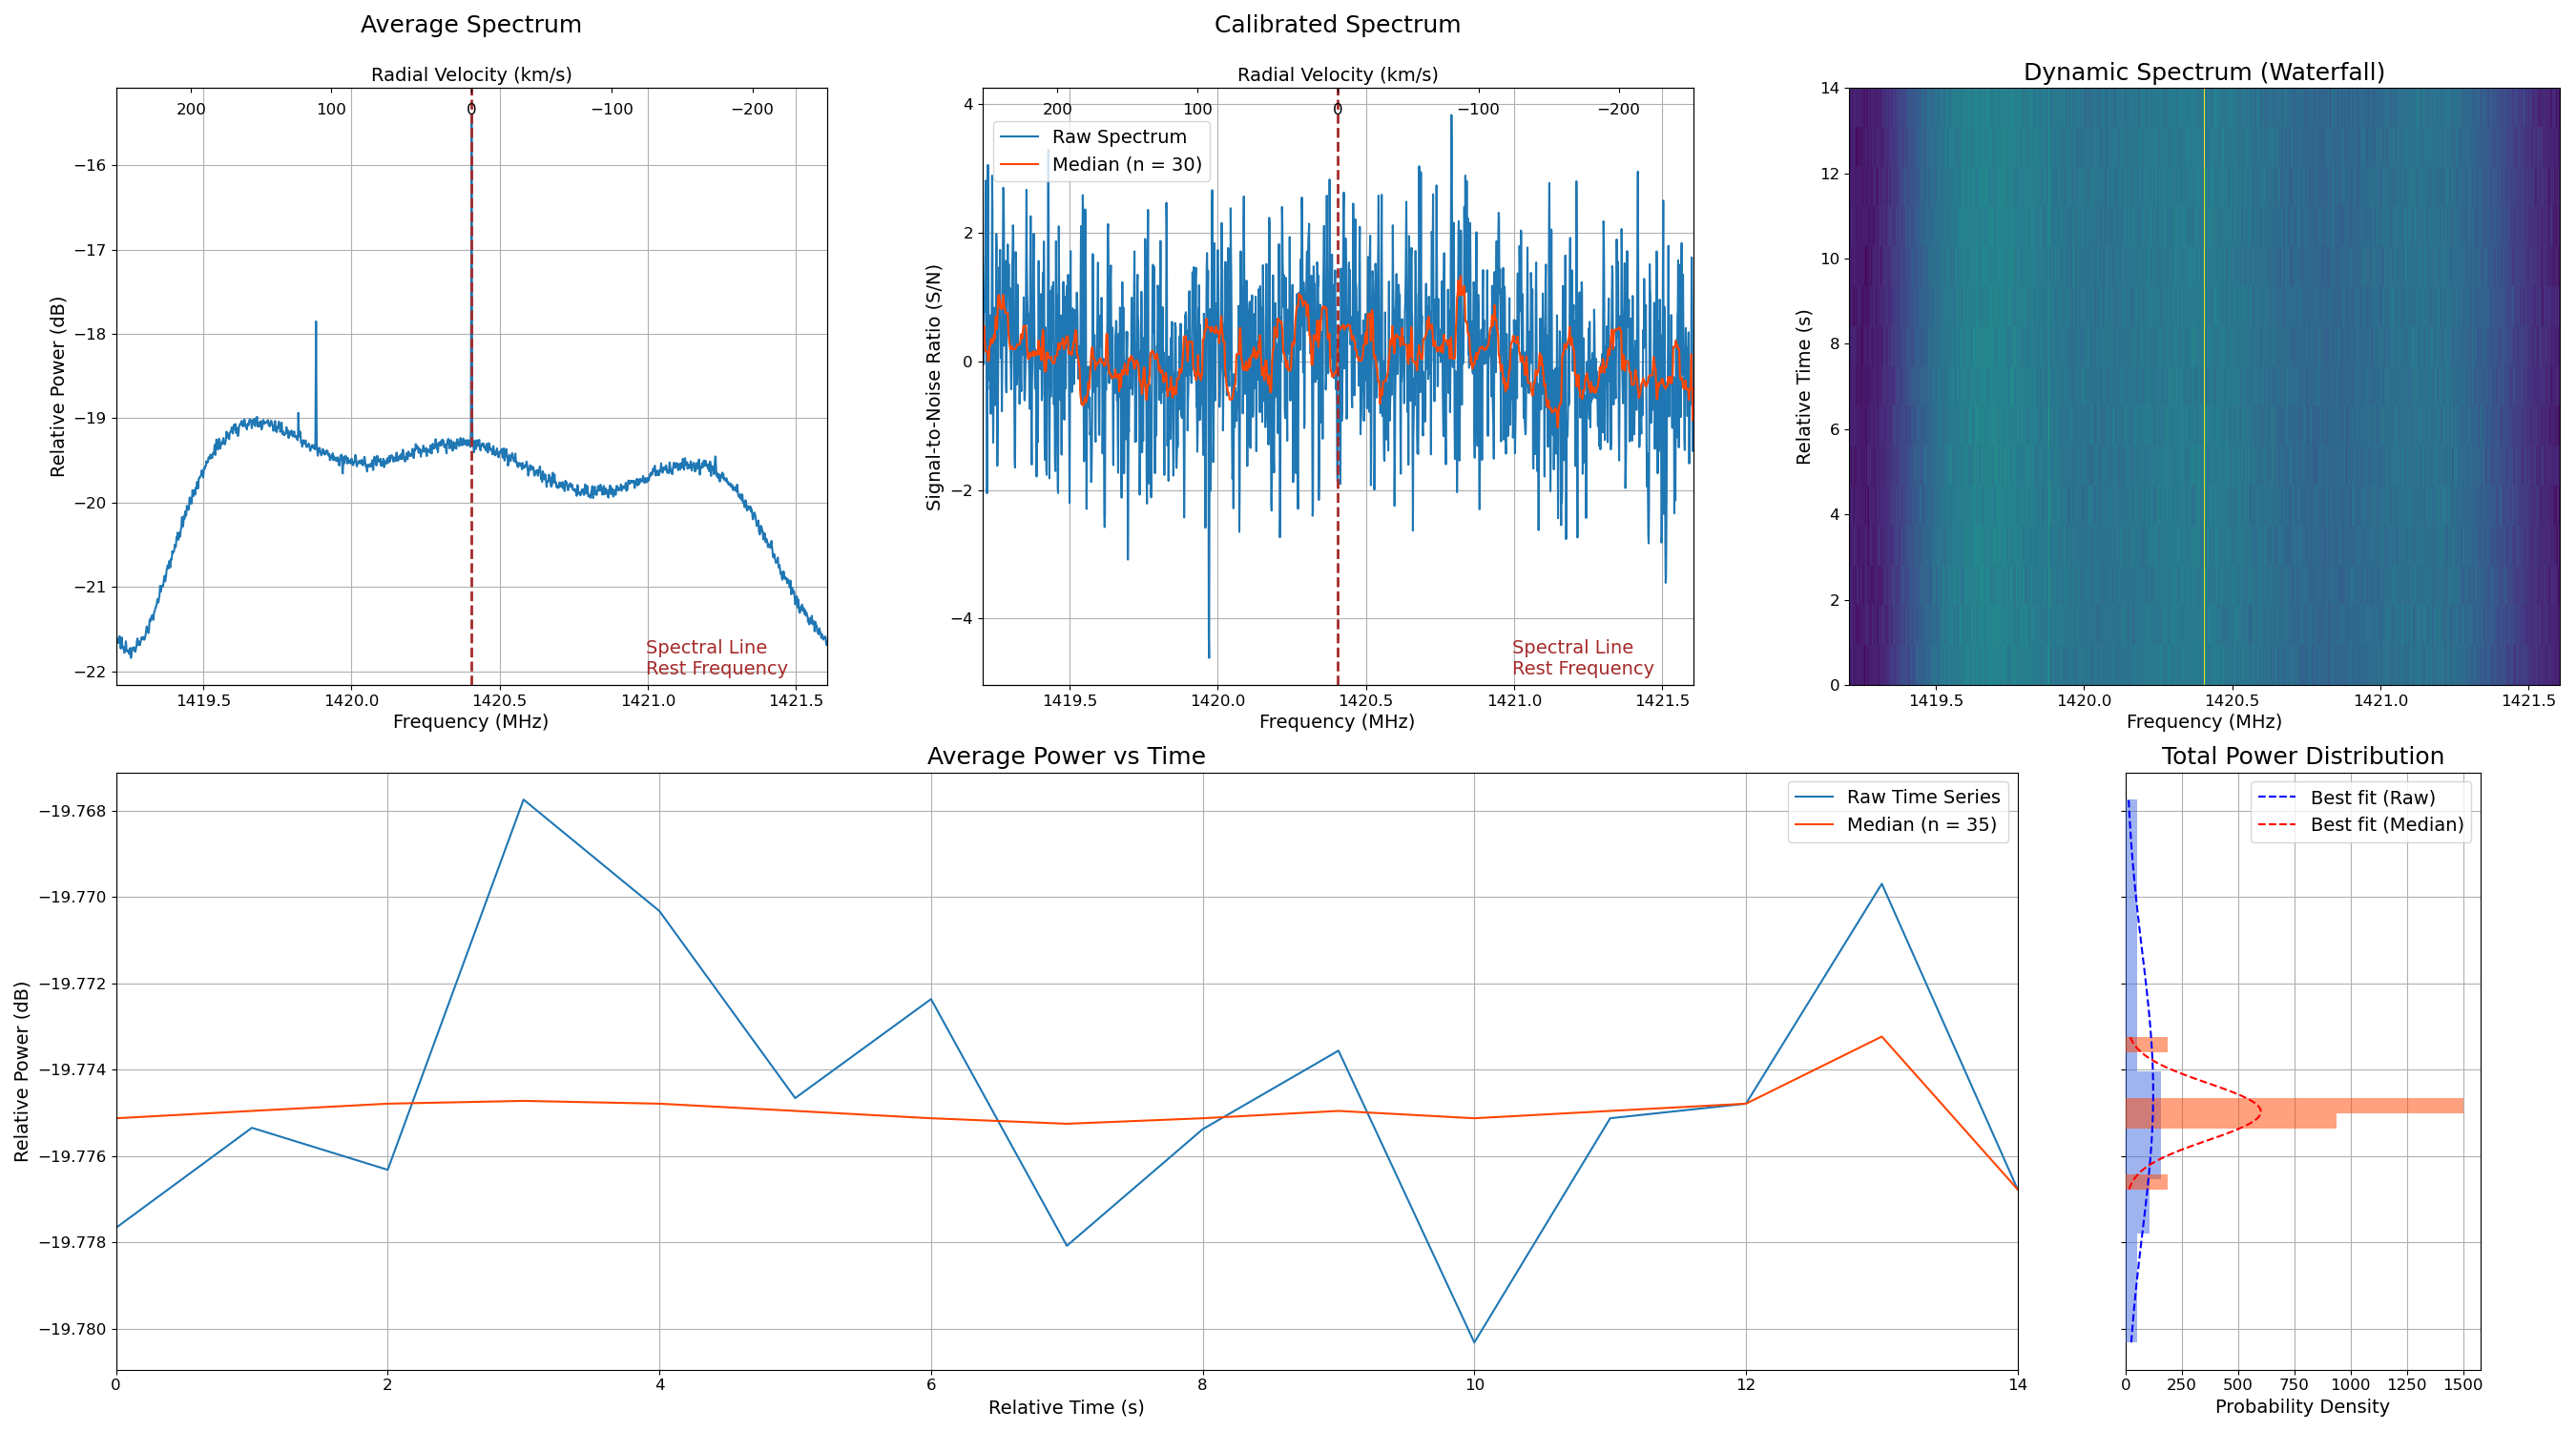 Average Spectrum
Radial Velocity (km/s)
200 100 0 −100 −200
−16
−17
−18
−19
−20
−21
−22
Relative Power (dB)
Spectral Line
Rest Frequency
1419.5 1420.0 1420.5 1421.0 1421.5
Frequency (MHz)
Calibrated Spectrum
Radial Velocity (km/s)
200 100 0 −100 −200
Raw Spectrum
Median (n = 30)
4
2
0
−2
−4
Signal-to-Noise Ratio (S/N)
Spectral Line
Rest Frequency
1419.5 1420.0 1420.5 1421.0 1421.5
Frequency (MHz)
Dynamic Spectrum (Waterfall)
14
12
10
8
6
4
2
0
Relative Time (s)
1419.5 1420.0 1420.5 1421.0 1421.5
Frequency (MHz)
Average Power vs Time
Raw Time Series
Median (n = 35)
−19.768
−19.770
−19.772
−19.774
−19.776
−19.778
−19.780
Relative Power (dB)
0 2 4 6 8 10 12 14
Relative Time (s)
Total Power Distribution
Best fit (Raw)
Best fit (Median)
0 250 500 750 1000 1250 1500
Probability Density